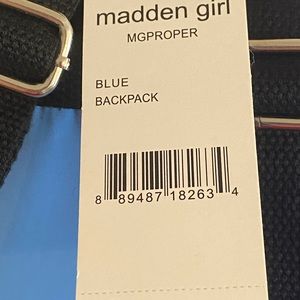 madden girl
MGPROPER
BLUE
BACKPACK
8 89487 18263 4